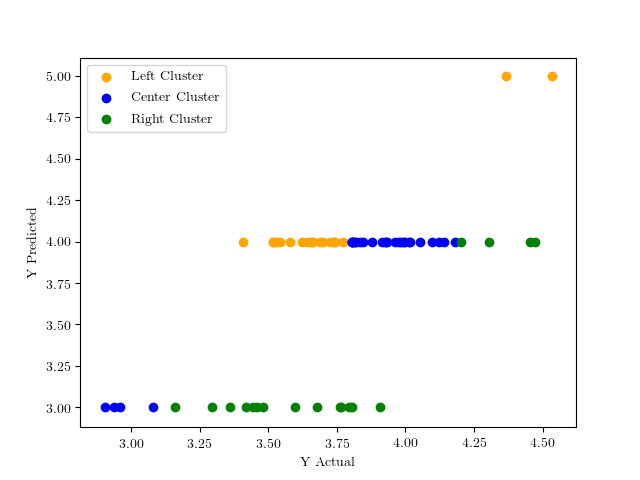 Left Cluster
Center Cluster
Right Cluster
5.00
4.75
4.50
4.25
4.00
3.75
3.50
3.25
3.00
Y Predicted
3.00 3.25 3.50 3.75 4.00 4.25 4.50
Y Actual